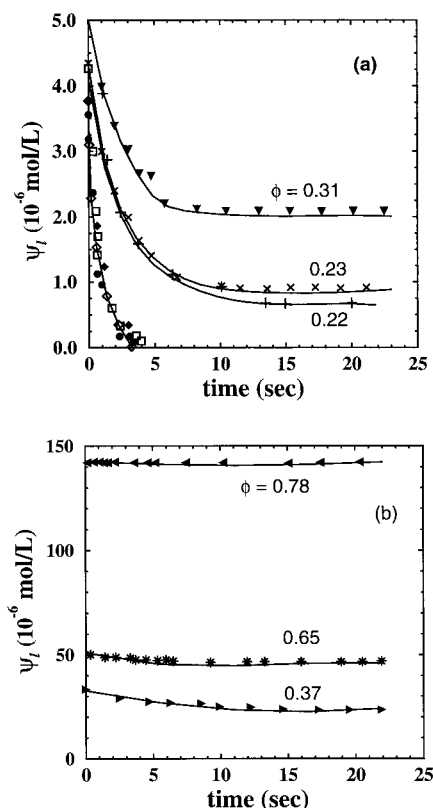 5.0
(a)
4.0
3.0
ϕ = 0.31
2.0
0.23
1.0
0.22
0.0
0 5 10 15 20 25
time (sec)
Ψl (10⁻⁶ mol/L)
150
ϕ = 0.78
(b)
100
0.65
50
0.37
0
0 5 10 15 20 25
time (sec)
Ψl (10⁻⁶ mol/L)